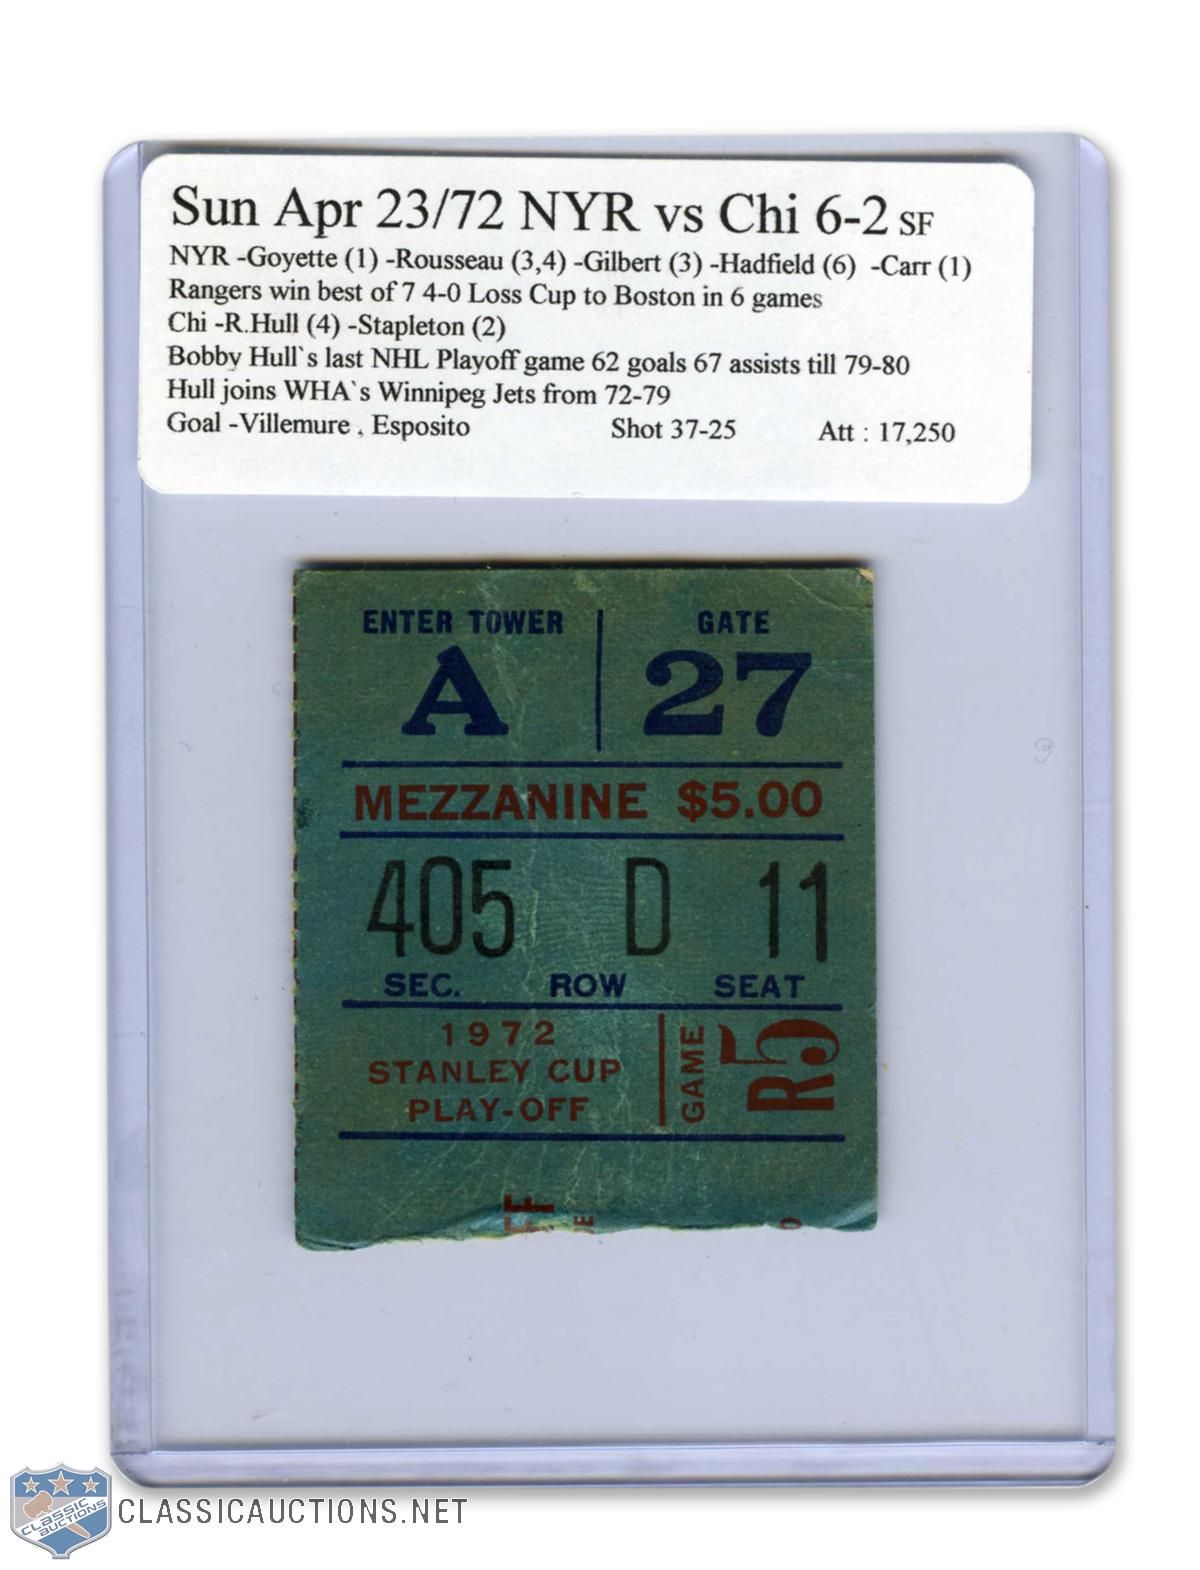 Sun Apr 23/72 NYR vs Chi 6-2 SF
NYR -Goyette (1) -Rousseau (3,4) -Gilbert (3) -Hadfield (6) -Carr (1)
Rangers win best of 7 4-0 Loss Cup to Boston in 6 games
Chi -R.Hull (4) -Stapleton (2)
Bobby Hull`s last NHL Playoff game 62 goals 67 assists till 79-80
Hull joins WHA`s Winnipeg Jets from 72-79
Goal -Villemure , Esposito Shot 37-25 Att : 17,250
ENTER TOWER GATE
A 27
MEZZANINE $5.00
405 D 11
SEC. ROW SEAT
1972
STANLEY CUP
PLAY-OFF
GAME
R5
CLASSIC
AUCTIONS
CLASSICAUCTIONS.NET